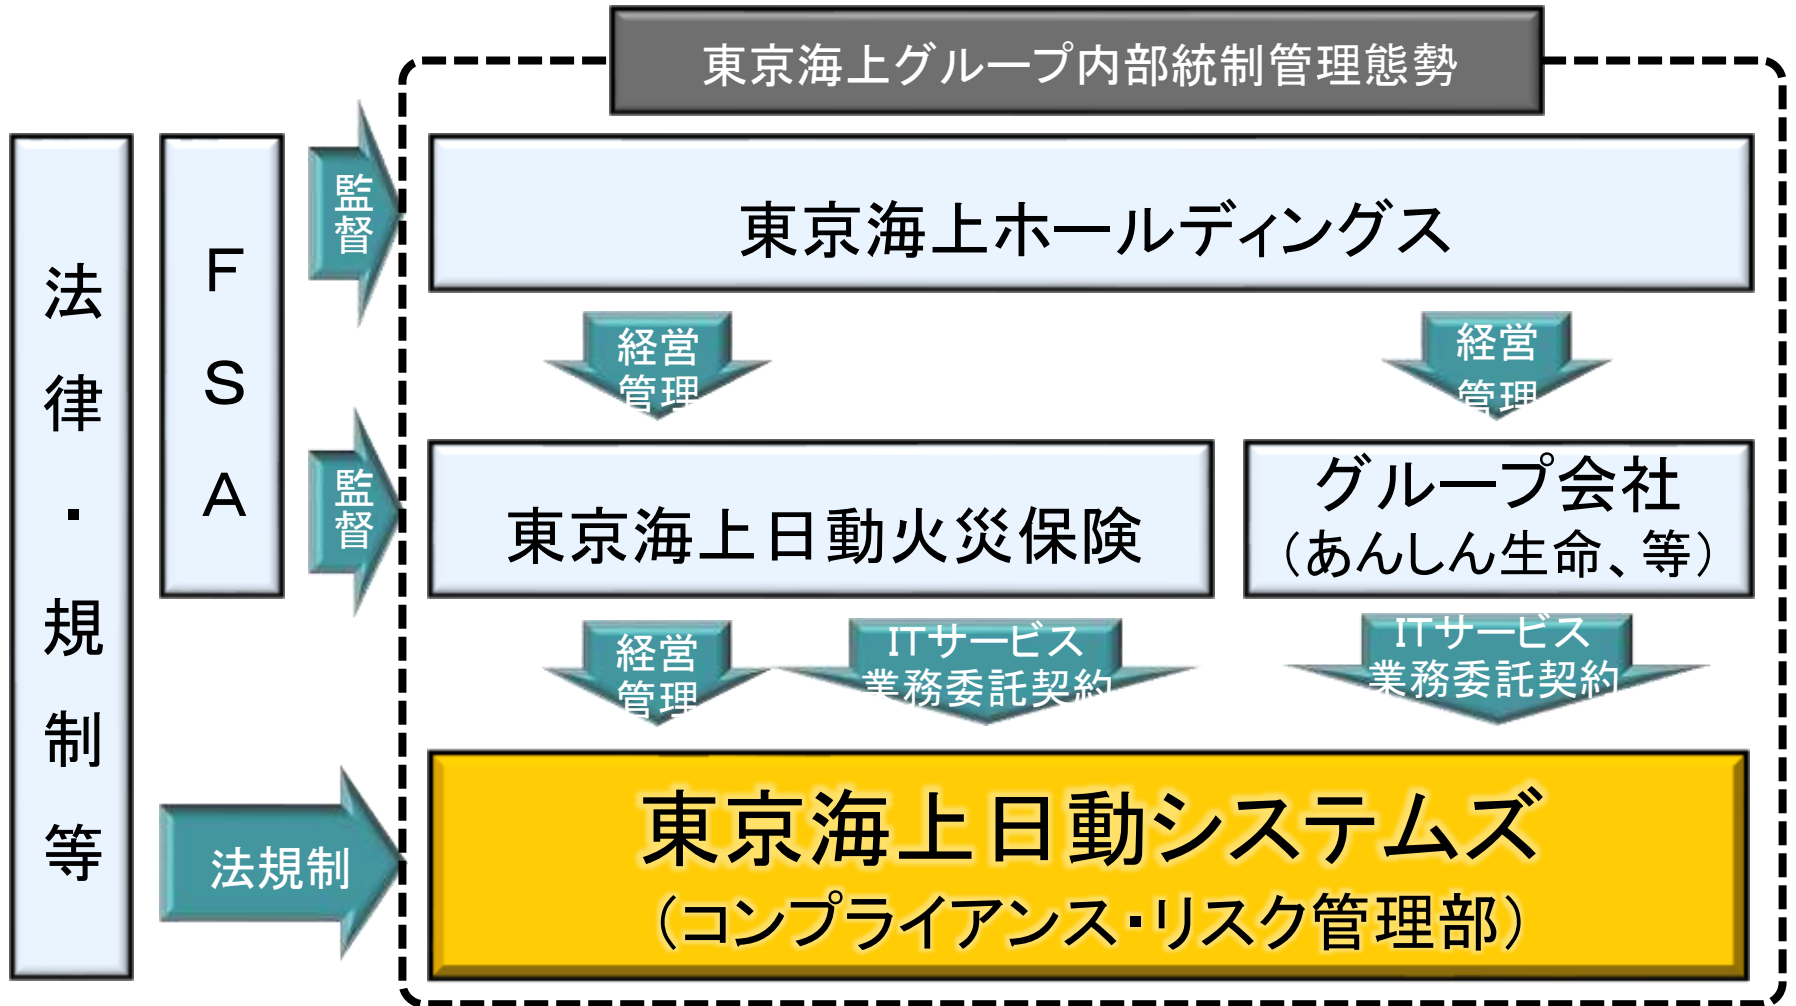 東京海上グループ内部統制管理態勢
法律・規制等
FSA
監督
東京海上ホールディングス
経営
管理
経営
管理
監督
東京海上日動火災保険
グループ会社
（あんしん生命、等）
経営
管理
ITサービス
業務委託契約
ITサービス
業務委託契約
法規制
東京海上日動システムズ
（コンプライアンス・リスク管理部）